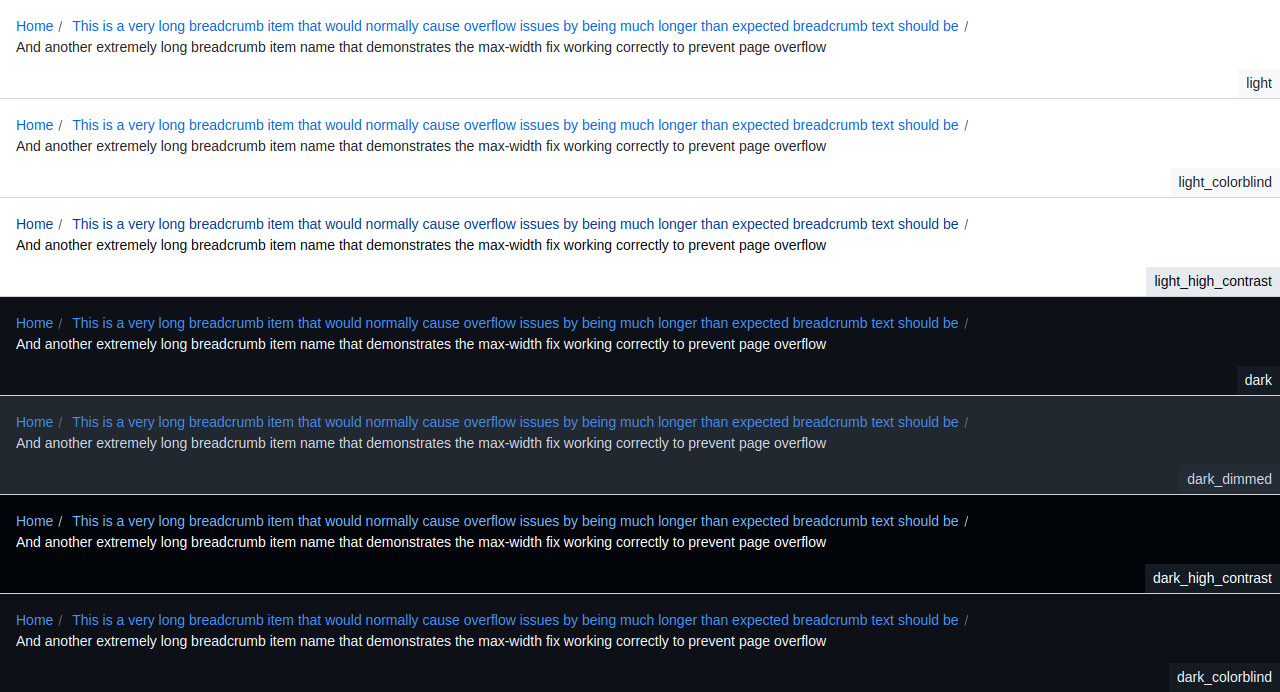 Home / This is a very long breadcrumb item that would normally cause overflow issues by being much longer than expected breadcrumb text should be /
And another extremely long breadcrumb item name that demonstrates the max-width fix working correctly to prevent page overflow
light
Home / This is a very long breadcrumb item that would normally cause overflow issues by being much longer than expected breadcrumb text should be /
And another extremely long breadcrumb item name that demonstrates the max-width fix working correctly to prevent page overflow
light_colorblind
Home / This is a very long breadcrumb item that would normally cause overflow issues by being much longer than expected breadcrumb text should be /
And another extremely long breadcrumb item name that demonstrates the max-width fix working correctly to prevent page overflow
light_high_contrast
Home / This is a very long breadcrumb item that would normally cause overflow issues by being much longer than expected breadcrumb text should be /
And another extremely long breadcrumb item name that demonstrates the max-width fix working correctly to prevent page overflow
dark
Home / This is a very long breadcrumb item that would normally cause overflow issues by being much longer than expected breadcrumb text should be /
And another extremely long breadcrumb item name that demonstrates the max-width fix working correctly to prevent page overflow
dark_dimmed
Home / This is a very long breadcrumb item that would normally cause overflow issues by being much longer than expected breadcrumb text should be /
And another extremely long breadcrumb item name that demonstrates the max-width fix working correctly to prevent page overflow
dark_high_contrast
Home / This is a very long breadcrumb item that would normally cause overflow issues by being much longer than expected breadcrumb text should be /
And another extremely long breadcrumb item name that demonstrates the max-width fix working correctly to prevent page overflow
dark_colorblind